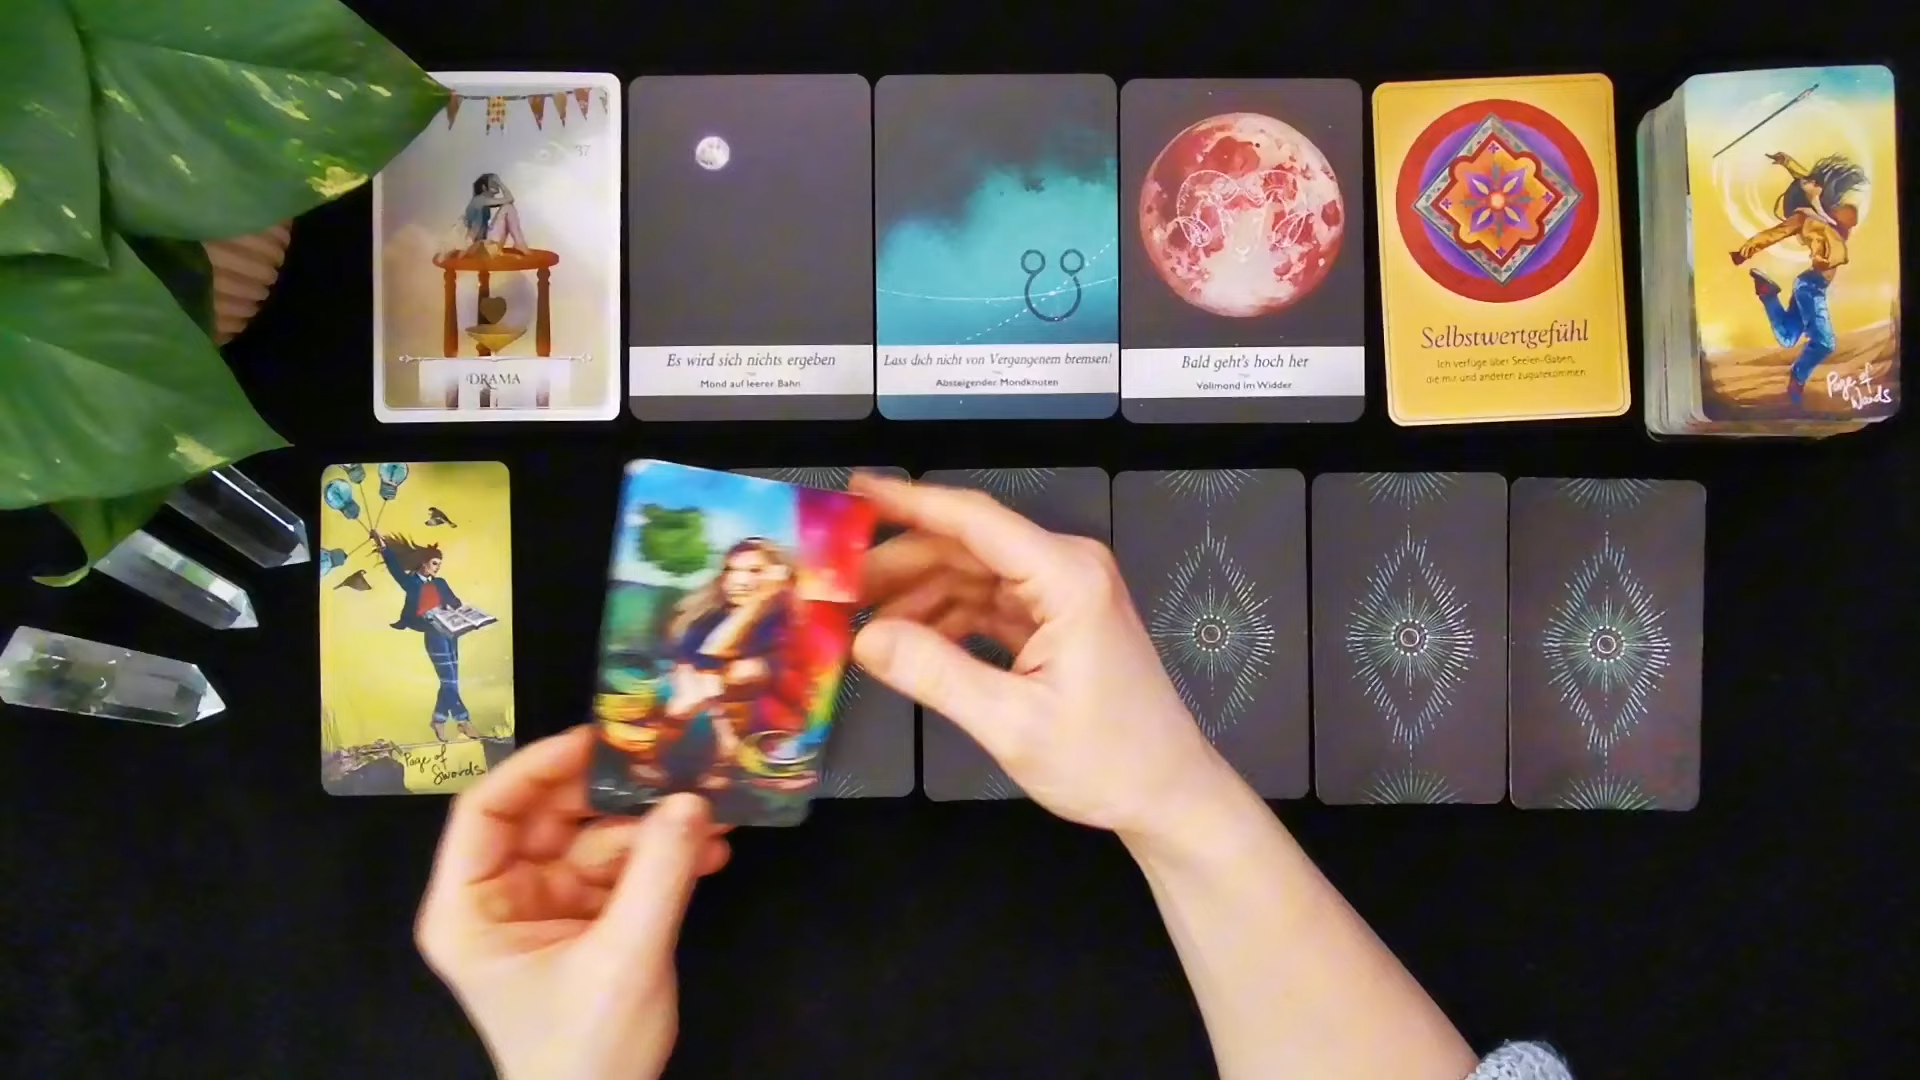 37
DRAMA
Es wird sich nichts ergeben
Mond auf leerer Bahn
Lass dich nicht von Vergangenem bremsen!
Absteigender Mondknoten
Bald geht's hoch her
Vollmond im Widder
Selbstwertgefühl
Ich verfüge über Seelen-Gaben,
die mir und anderen zugutekommen.
Page of
Wands
Page of
Swords